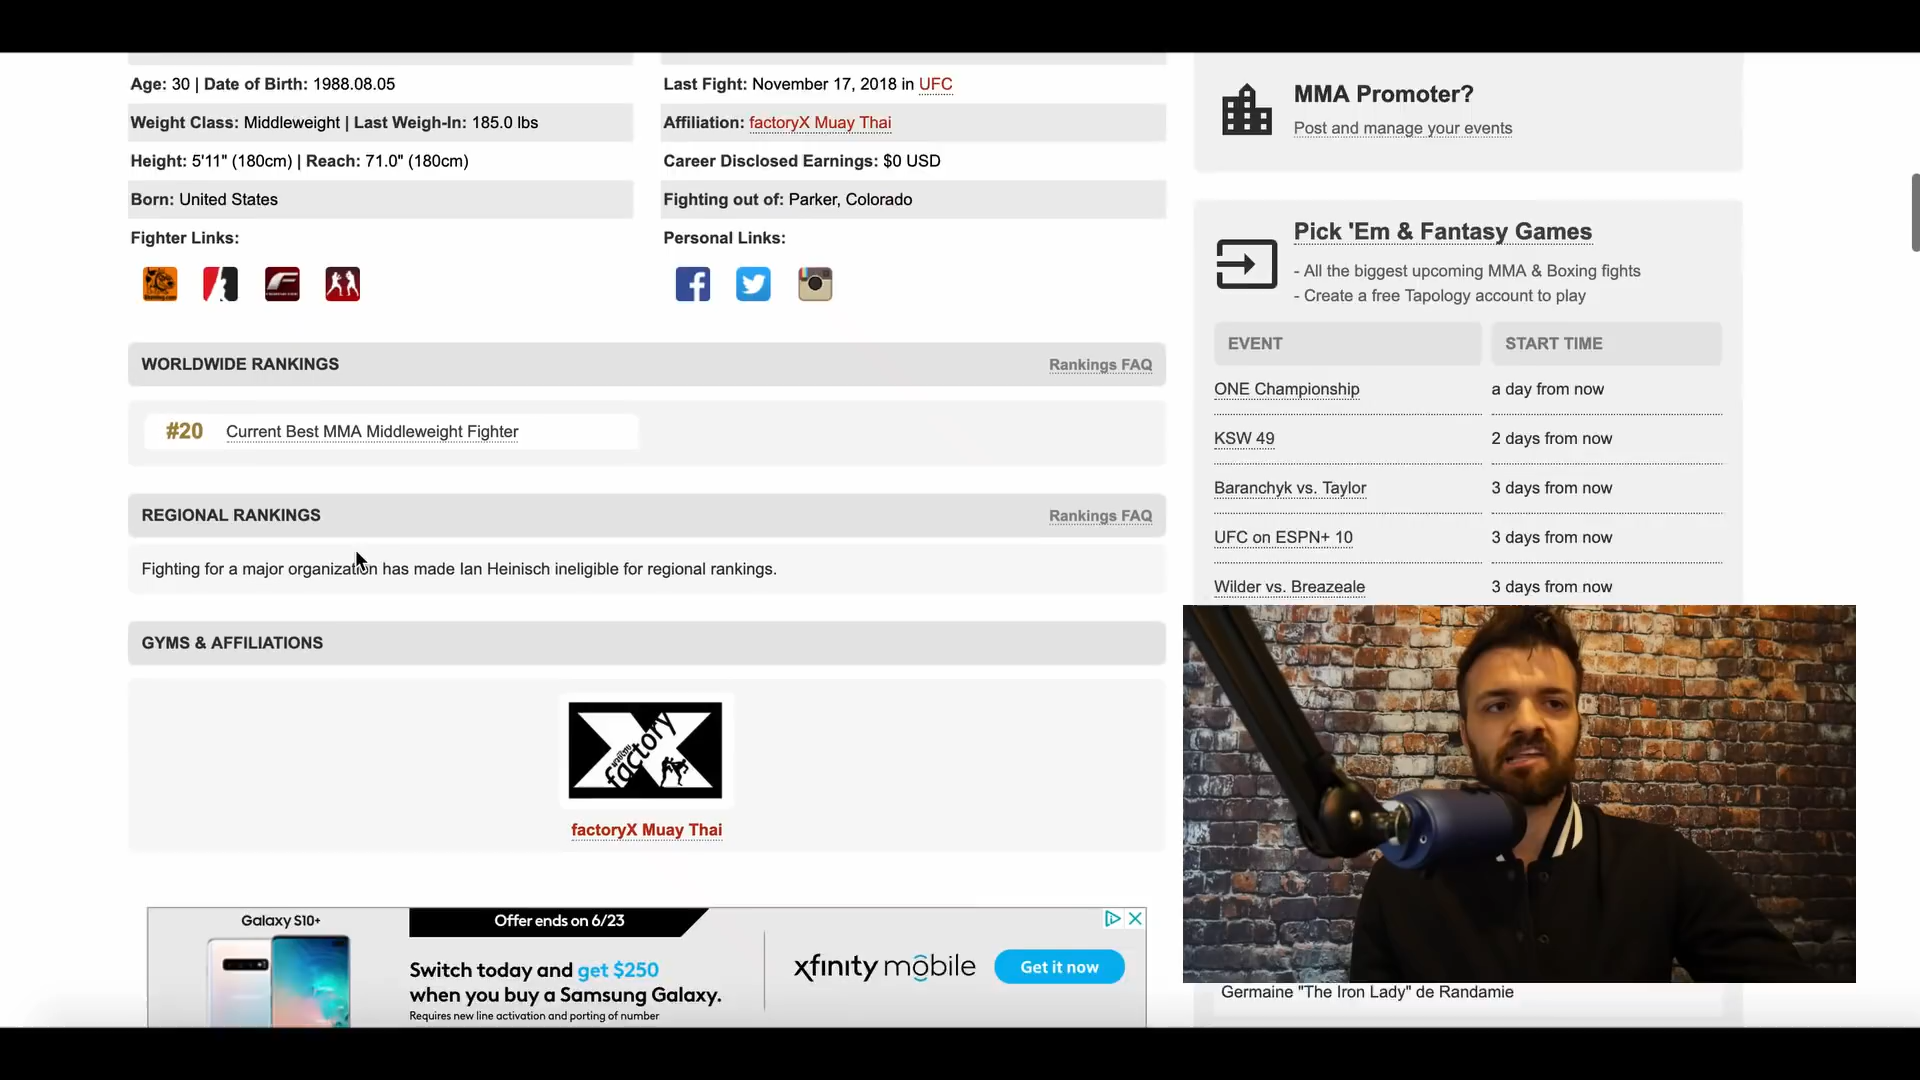 Age: 30 | Date of Birth: 1988.08.05
Weight Class: Middleweight | Last Weigh-In: 185.0 lbs
Height: 5'11" (180cm) | Reach: 71.0" (180cm)
Born: United States
Fighter Links:
Last Fight: November 17, 2018 in UFC
Affiliation: factoryX Muay Thai
Career Disclosed Earnings: $0 USD
Fighting out of: Parker, Colorado
Personal Links:
WORLDWIDE RANKINGS
Rankings FAQ
#20 Current Best MMA Middleweight Fighter
REGIONAL RANKINGS
Rankings FAQ
Fighting for a major organization has made Ian Heinisch ineligible for regional rankings.
GYMS & AFFILIATIONS
factory
factoryX Muay Thai
Galaxy S10+
Offer ends on 6/23
Switch today and get $250
when you buy a Samsung Galaxy.
Requires new line activation and porting of number
xfinity mobile
Get it now
MMA Promoter?
Post and manage your events
Pick 'Em & Fantasy Games
- All the biggest upcoming MMA & Boxing fights
- Create a free Tapology account to play
EVENT START TIME
ONE Championship a day from now
KSW 49 2 days from now
Baranchyk vs. Taylor 3 days from now
UFC on ESPN+ 10 3 days from now
Wilder vs. Breazeale 3 days from now
Germaine "The Iron Lady" de Randamie